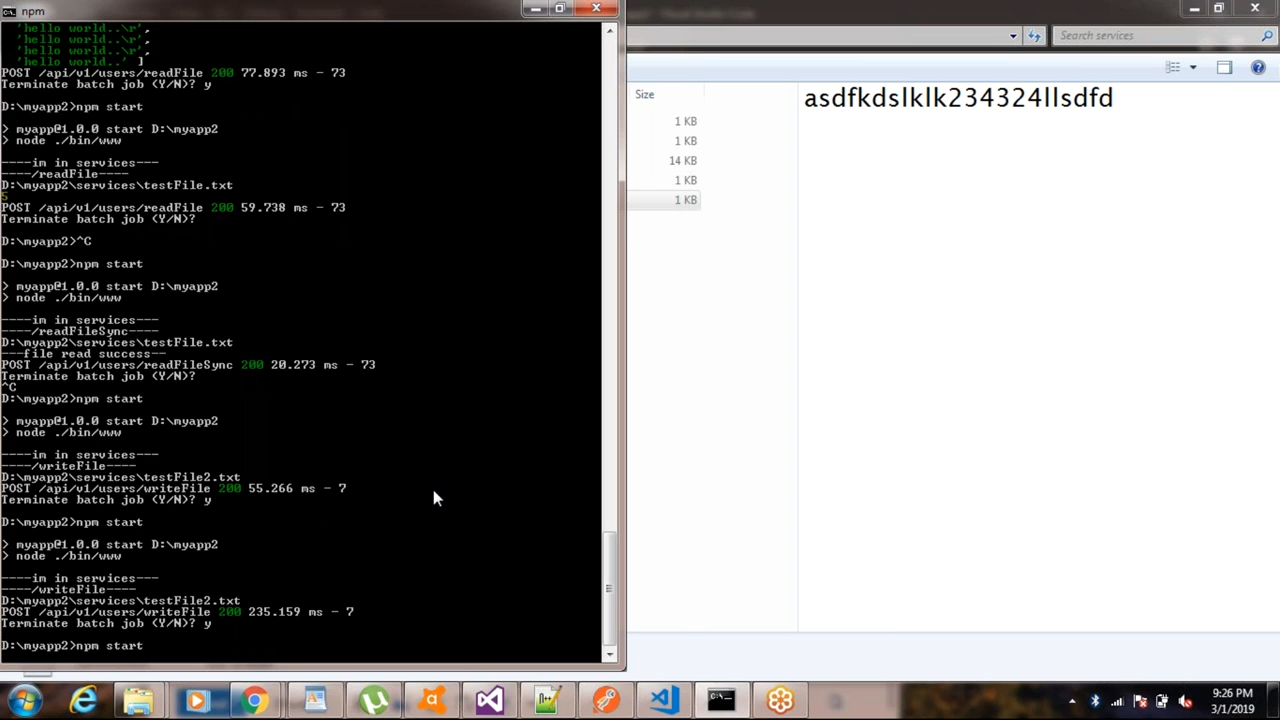 npm
'hello world..\r',
'hello world..\r',
'hello world..\r',
'hello world..' ]
POST /api/v1/users/readFile 200 77.893 ms - 73
Terminate batch job (Y/N)? y
D:\myapp2>npm start
> myapp@1.0.0 start D:\myapp2
> node ./bin/www
----im in services---
----/readFile----
D:\myapp2\services\testFile.txt
5
POST /api/v1/users/readFile 200 59.738 ms - 73
Terminate batch job (Y/N)?
D:\myapp2>^C
D:\myapp2>npm start
> myapp@1.0.0 start D:\myapp2
> node ./bin/www
----im in services---
----/readFileSync----
D:\myapp2\services\testFile.txt
---file read success--
POST /api/v1/users/readFileSync 200 20.273 ms - 73
Terminate batch job (Y/N)?
^C
D:\myapp2>npm start
> myapp@1.0.0 start D:\myapp2
> node ./bin/www
----im in services---
----/writeFile----
D:\myapp2\services\testFile2.txt
POST /api/v1/users/writeFile 200 55.266 ms - 7
Terminate batch job (Y/N)? y
D:\myapp2>npm start
> myapp@1.0.0 start D:\myapp2
> node ./bin/www
----im in services---
----/writeFile----
D:\myapp2\services\testFile2.txt
POST /api/v1/users/writeFile 200 235.159 ms - 7
Terminate batch job (Y/N)? y
D:\myapp2>npm start
Search services
Size
1 KB
1 KB
14 KB
1 KB
1 KB
asdfkdslklk234324llsdfd
9:26 PM
3/1/2019